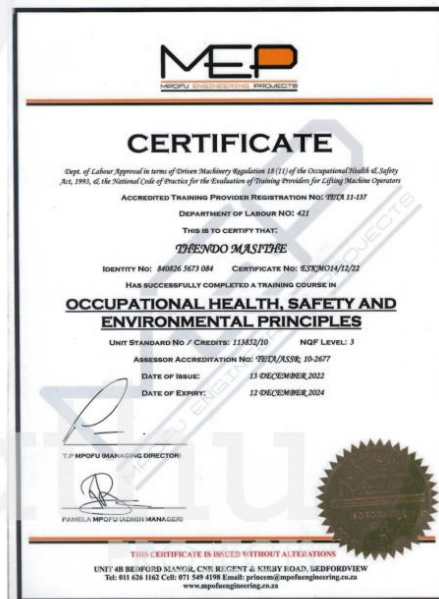 MEP
MPOFU ENGINEERING PROJECTS
CERTIFICATE
Dept. of Labour Approval in terms of Driven Machinery Regulation 18 (11) of the Occupational Health & Safety
Act, 1993, & the National Code of Practice for the Evaluation of Training Providers for Lifting Machine Operators
ACCREDITED TRAINING PROVIDER REGISTRATION NO: TETA 11-137
DEPARTMENT OF LABOUR NO: 421
THIS IS TO CERTIFY THAT:
THENDO MASITHE
IDENTITY NO: 840826 5673 084 CERTIFICATE NO: ESKMO14/12/22
HAS SUCCESSFULLY COMPLETED A TRAINING COURSE IN
OCCUPATIONAL HEALTH, SAFETY AND
ENVIRONMENTAL PRINCIPLES
UNIT STANDARD NO / CREDITS: 113852/10 NQF LEVEL: 3
ASSESSOR ACCREDITATION NO: TETA/ASSR: 10-2677
DATE OF ISSUE: 13 DECEMBER 2022
DATE OF EXPIRY: 12 DECEMBER 2024
T.P MPOFU (MANAGING DIRECTOR)
PAMELA MPOFU (ADMIN MANAGER)
THIS CERTIFICATE IS ISSUED WITHOUT ALTERATIONS
UNIT 4B BEDFORD MANOR, CNR REGENT & KIRBY ROAD, BEDFORDVIEW
Tel: 011 626 1162 Cell: 071 549 4198 Email: princem@mpofuengineering.co.za
www.mpofuengineering.co.za